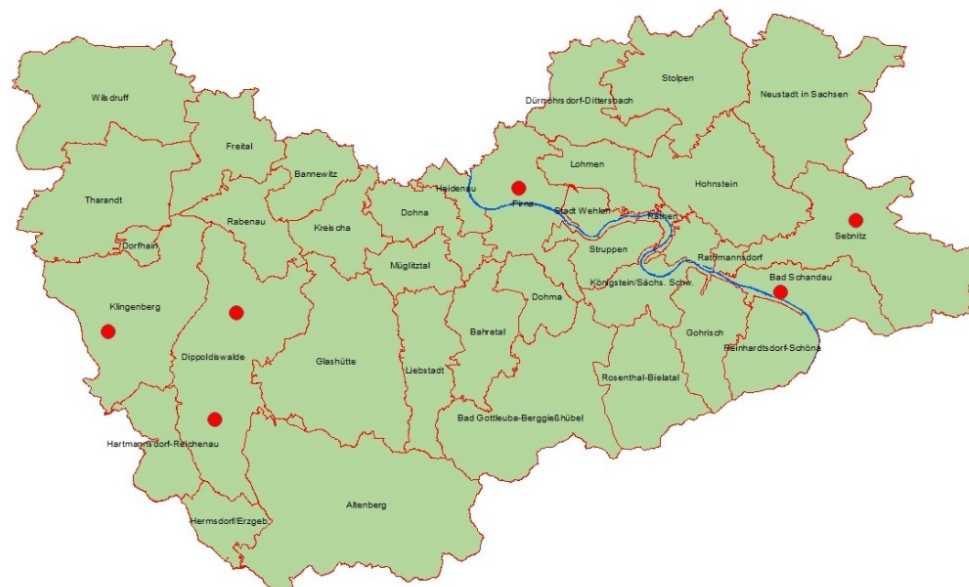 Stolpen
Wilsdruff
Neustadt in Sachsen
Dürrröhrsdorf-Dittersbach
Freital
Lohmen
Bannewitz
Hohnstein
Heidenau
Tharandt
Rabenau
Pirna
Stadt Wehlen
Rathen
Dohna
Kreischa
Sebnitz
Dorfhain
Struppen
Müglitztal
Rathmannsdorf
Bad Schandau
Königstein/Sächs. Schw.
Dohma
Klingenberg
Bahretal
Gohrisch
Reinhardtsdorf-Schöna
Dippoldiswalde
Glashütte
Liebstadt
Rosenthal-Bielatal
Bad Gottleuba-Berggießhübel
Hartmannsdorf-Reichenau
Altenberg
Hermsdorf/Erzgeb.